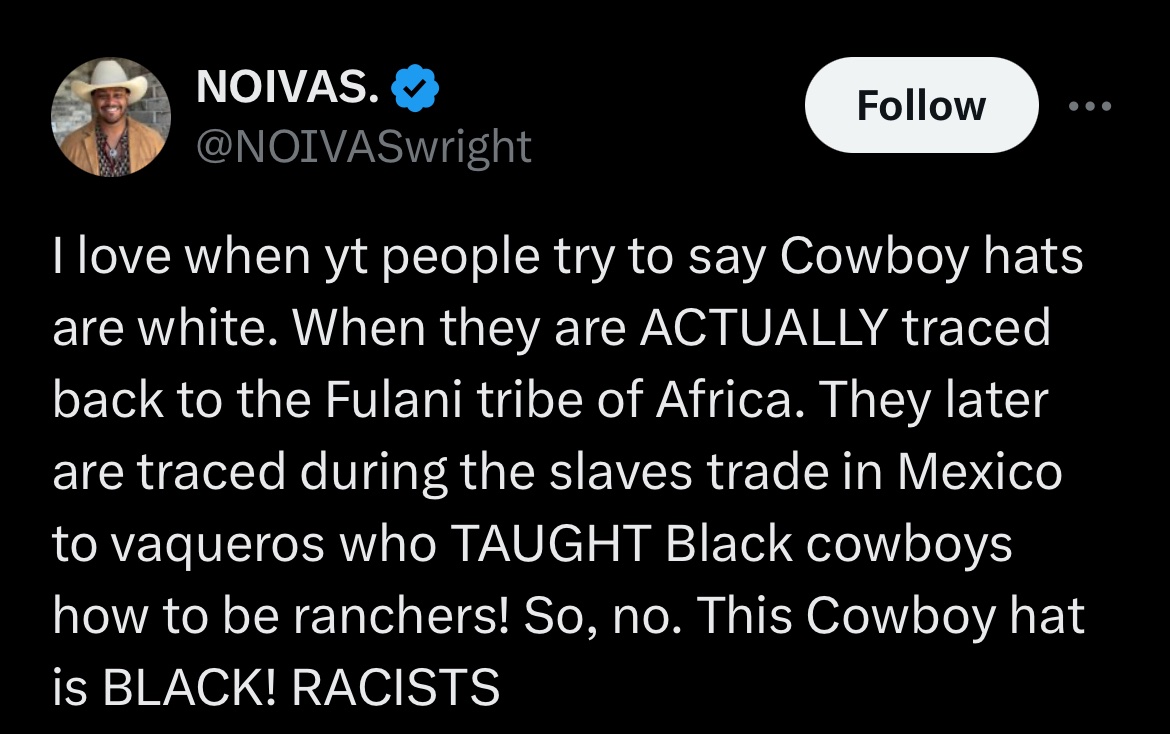 NOIVAS.
@NOIVASwright
Follow
I love when yt people try to say Cowboy hats
are white. When they are ACTUALLY traced
back to the Fulani tribe of Africa. They later
are traced during the slaves trade in Mexico
to vaqueros who TAUGHT Black cowboys
how to be ranchers! So, no. This Cowboy hat
is BLACK! RACISTS